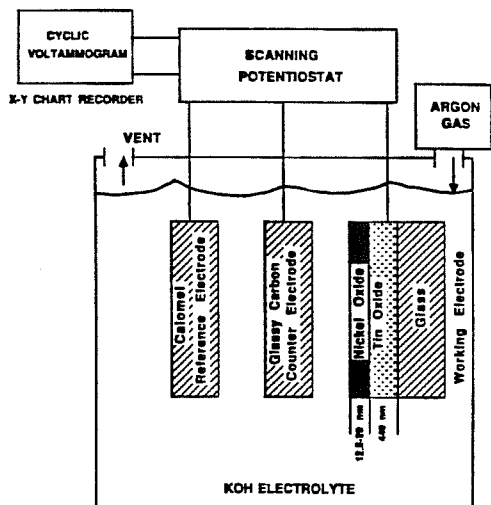 CYCLIC
VOLTAMMOGRAM
X-Y CHART RECORDER
SCANNING
POTENTIOSTAT
ARGON
GAS
VENT
Calomel
Reference Electrode
Glassy Carbon
Counter Electrode
Nickel Oxide
Tin Oxide
Glass
Working Electrode
nm
440 nm
KOH ELECTROLYTE